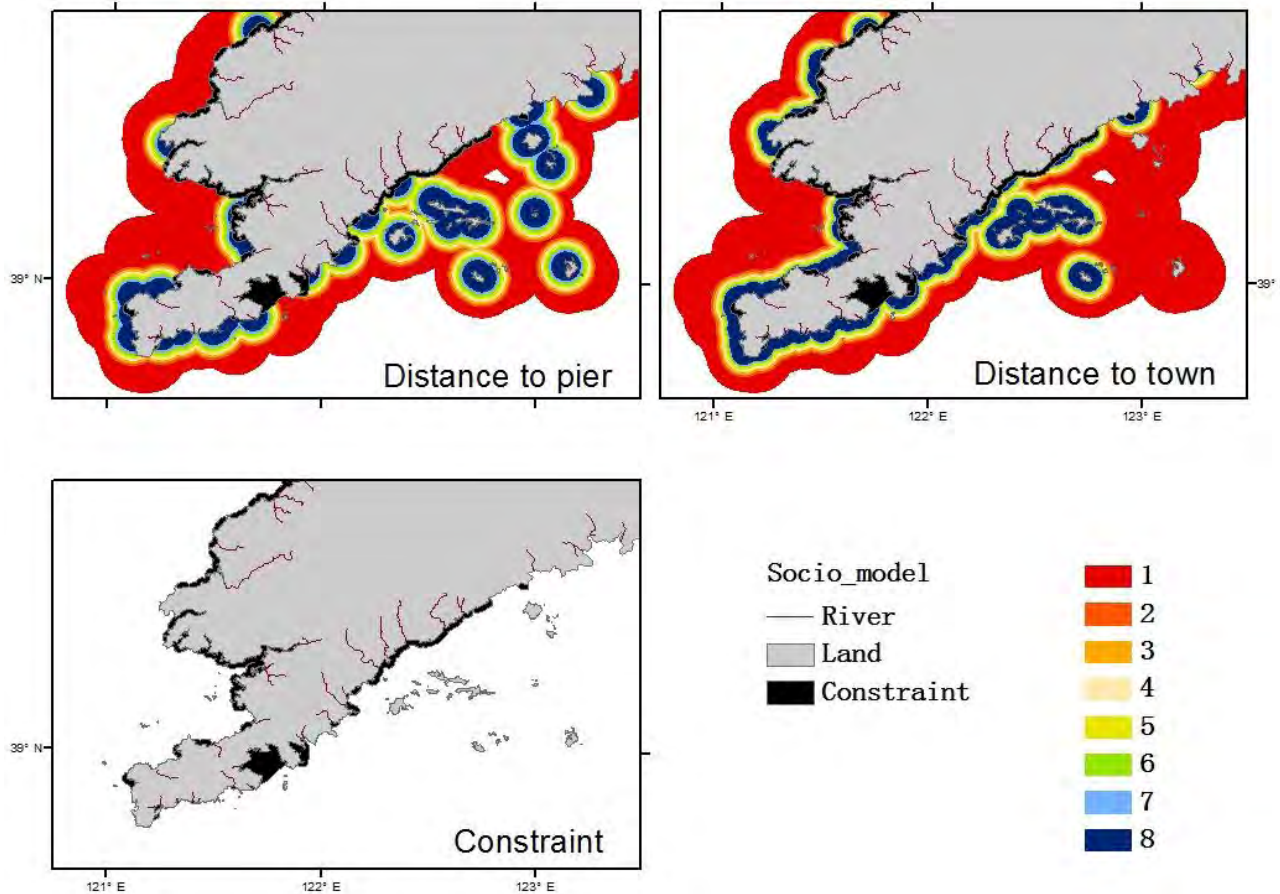 39° N
Distance to pier
Distance to town
39°
121° E
122° E
123° E
39° N
Constraint
121° E
122° E
123° E
Socio_model
River
Land
Constraint
1
2
3
4
5
6
7
8